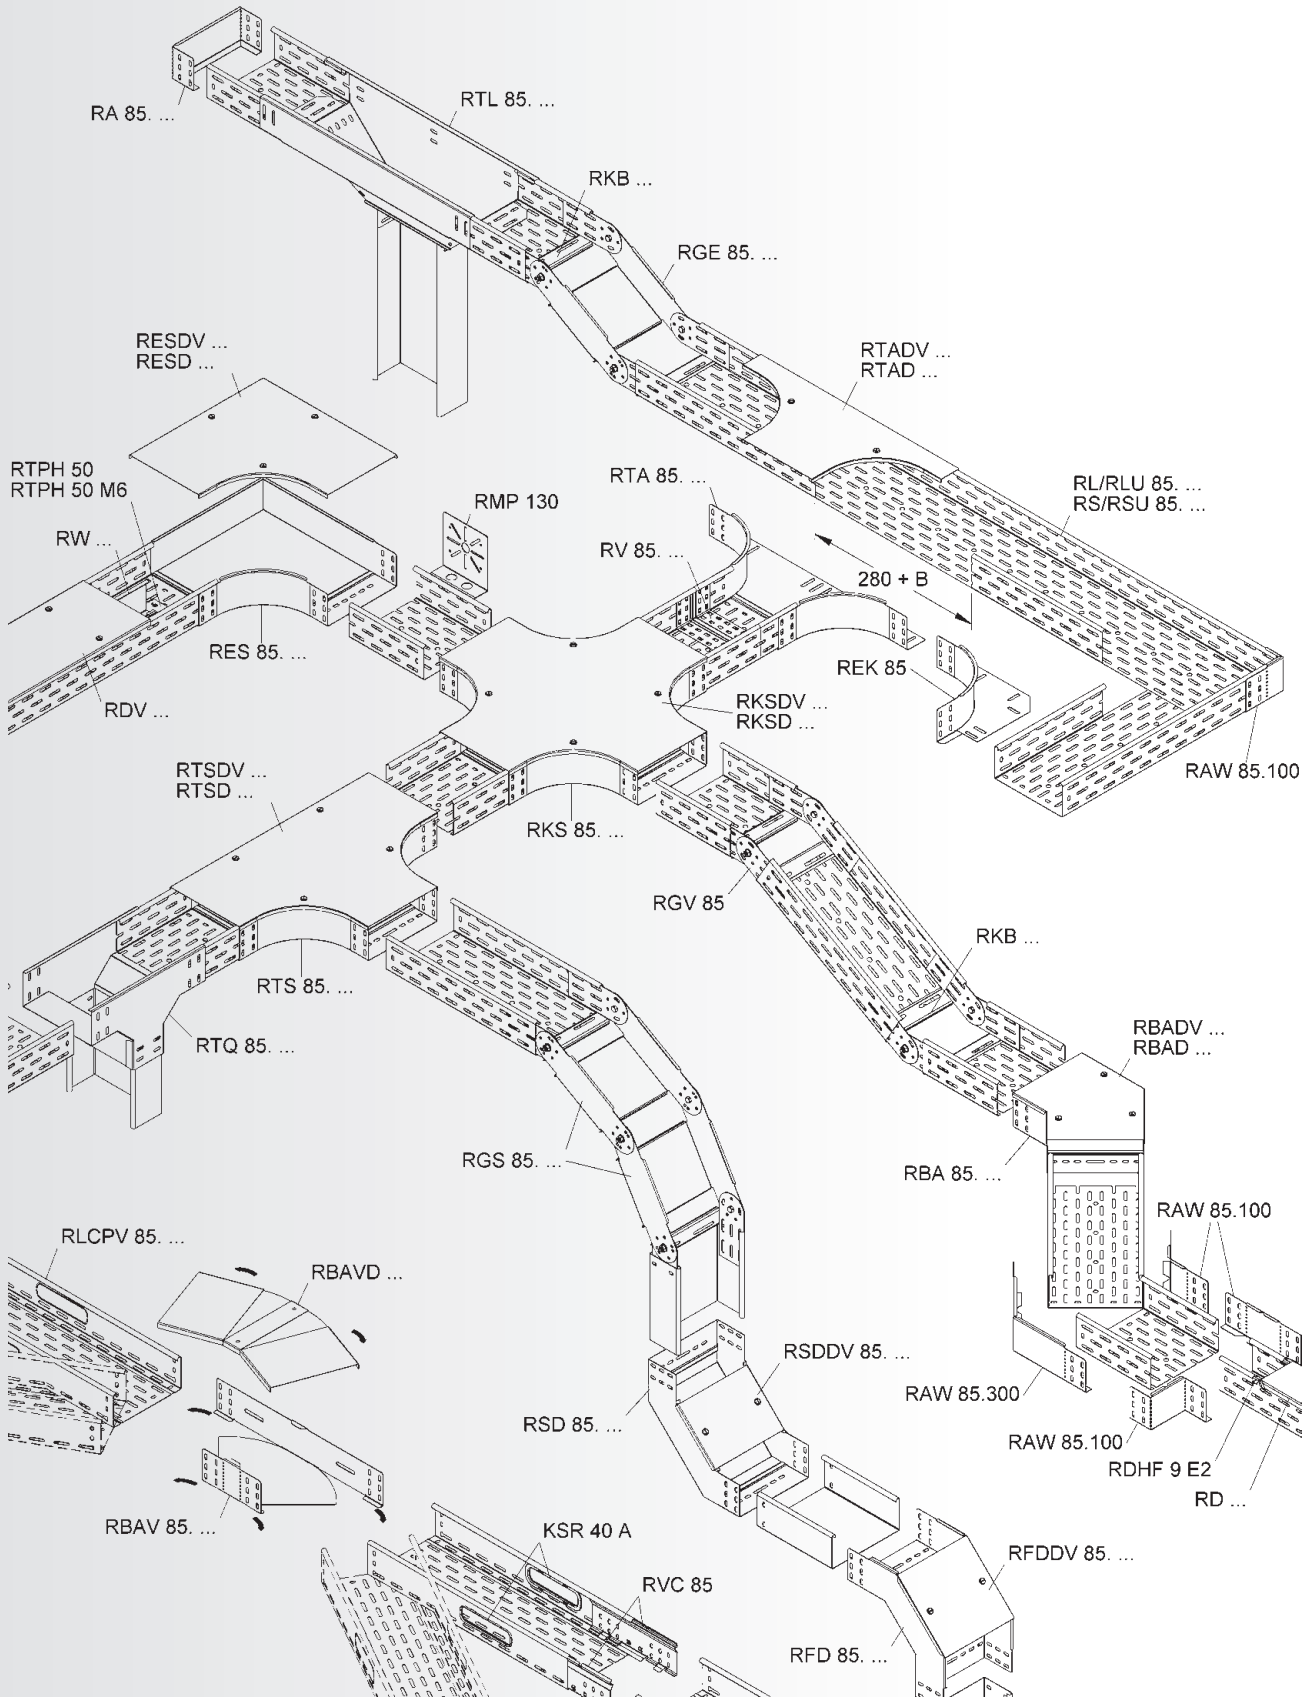 RA 85. ...
RTL 85. ...
RKB ...
RGE 85. ...
RESDV ...
RESD ...
RTADV ...
RTAD ...
RTPH 50
RTPH 50 M6
RW ...
RMP 130
RTA 85. ...
RV 85. ...
RL/RLU 85. ...
RS/RSU 85. ...
280 + B
RES 85. ...
REK 85
RDV ...
RKSDV ...
RKSD ...
RAW 85.100
RTSDV ...
RTSD ...
RKS 85. ...
RGV 85
RKB ...
RTS 85. ...
RTQ 85. ...
RBADV ...
RBAD ...
RGS 85. ...
RBA 85. ...
RAW 85.100
RLCPV 85. ...
RBAVD ...
RSDDV 85. ...
RAW 85.300
RSD 85. ...
RAW 85.100
RDHF 9 E2
RD ...
RBAV 85. ...
KSR 40 A
RFDDV 85. ...
RVC 85
RFD 85. ...